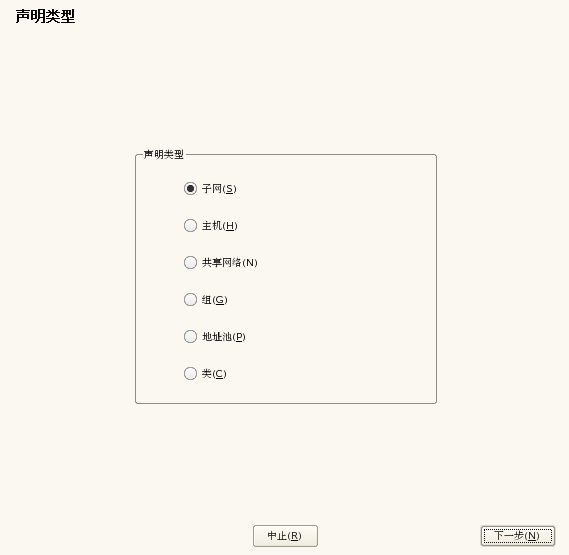 声明类型
声明类型
子网(S)
主机(H)
共享网络(N)
组(G)
地址池(P)
类(C)
中止(R)
下一步(N)